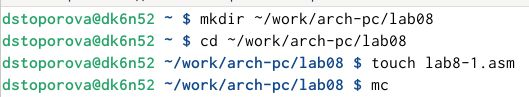 dstoporova@dk6n52 ~ $ mkdir ~/work/arch-pc/lab08
dstoporova@dk6n52 ~ $ cd ~/work/arch-pc/lab08
dstoporova@dk6n52 ~/work/arch-pc/lab08 $ touch lab8-1.asm
dstoporova@dk6n52 ~/work/arch-pc/lab08 $ mc